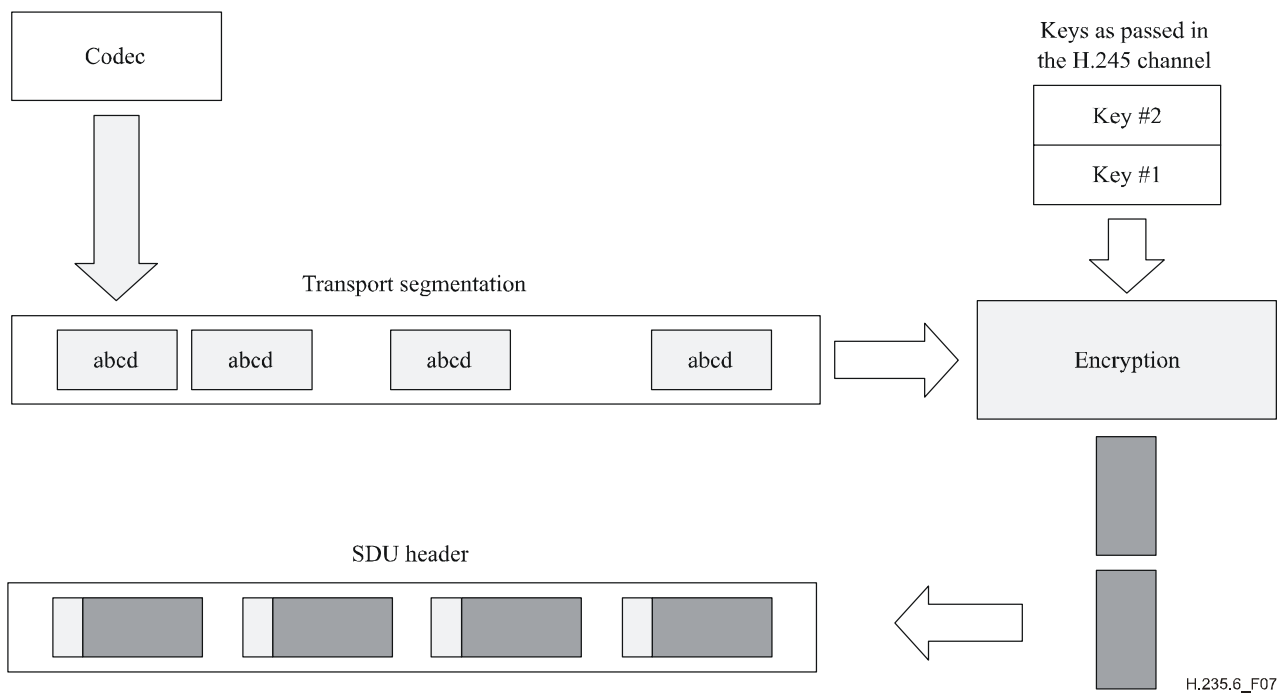 Codec
Keys as passed in
the H.245 channel
Key #2
Key #1
Transport segmentation
abcd
abcd
abcd
abcd
Encryption
SDU header
H.235.6_F07